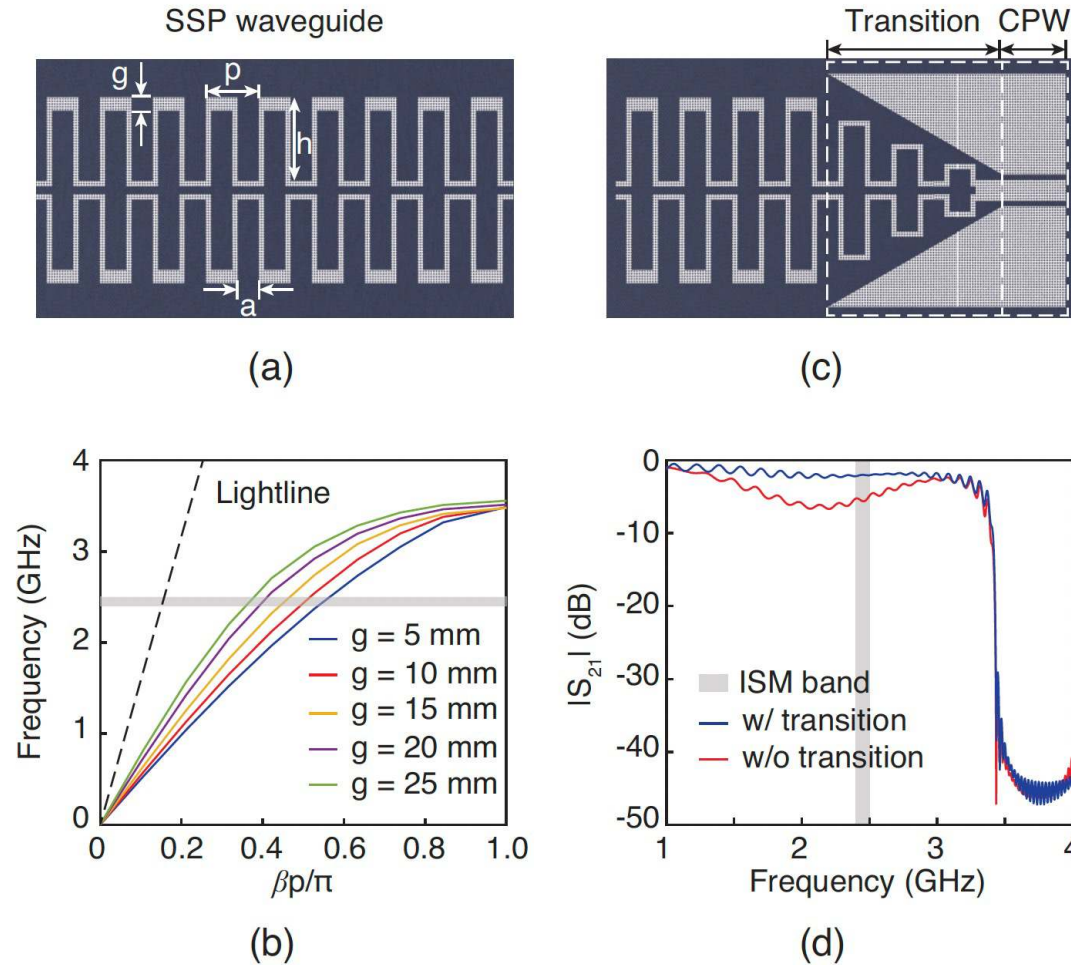 SSP waveguide
g
p
h
a
(a)
Transition
CPW
(c)
Frequency (GHz)
4
3
2
1
0
Lightline
g = 5 mm
g = 10 mm
g = 15 mm
g = 20 mm
g = 25 mm
0
0.2
0.4
0.6
0.8
1.0
βp/π
(b)
|S21| (dB)
0
-10
-20
-30
-40
-50
ISM band
w/ transition
w/o transition
1
2
3
4
Frequency (GHz)
(d)